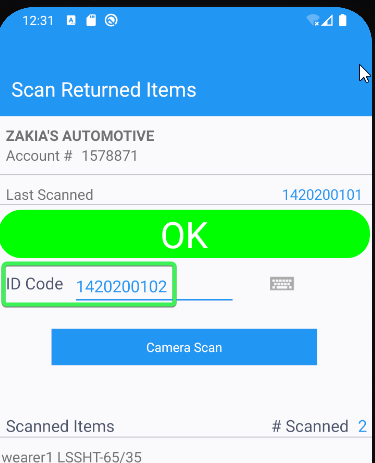 12:31
Scan Returned Items
ZAKIA'S AUTOMOTIVE
Account # 1578871
Last Scanned 1420200101
OK
ID Code 1420200102
Camera Scan
Scanned Items # Scanned 2
wearer1 LSSHT-65/35